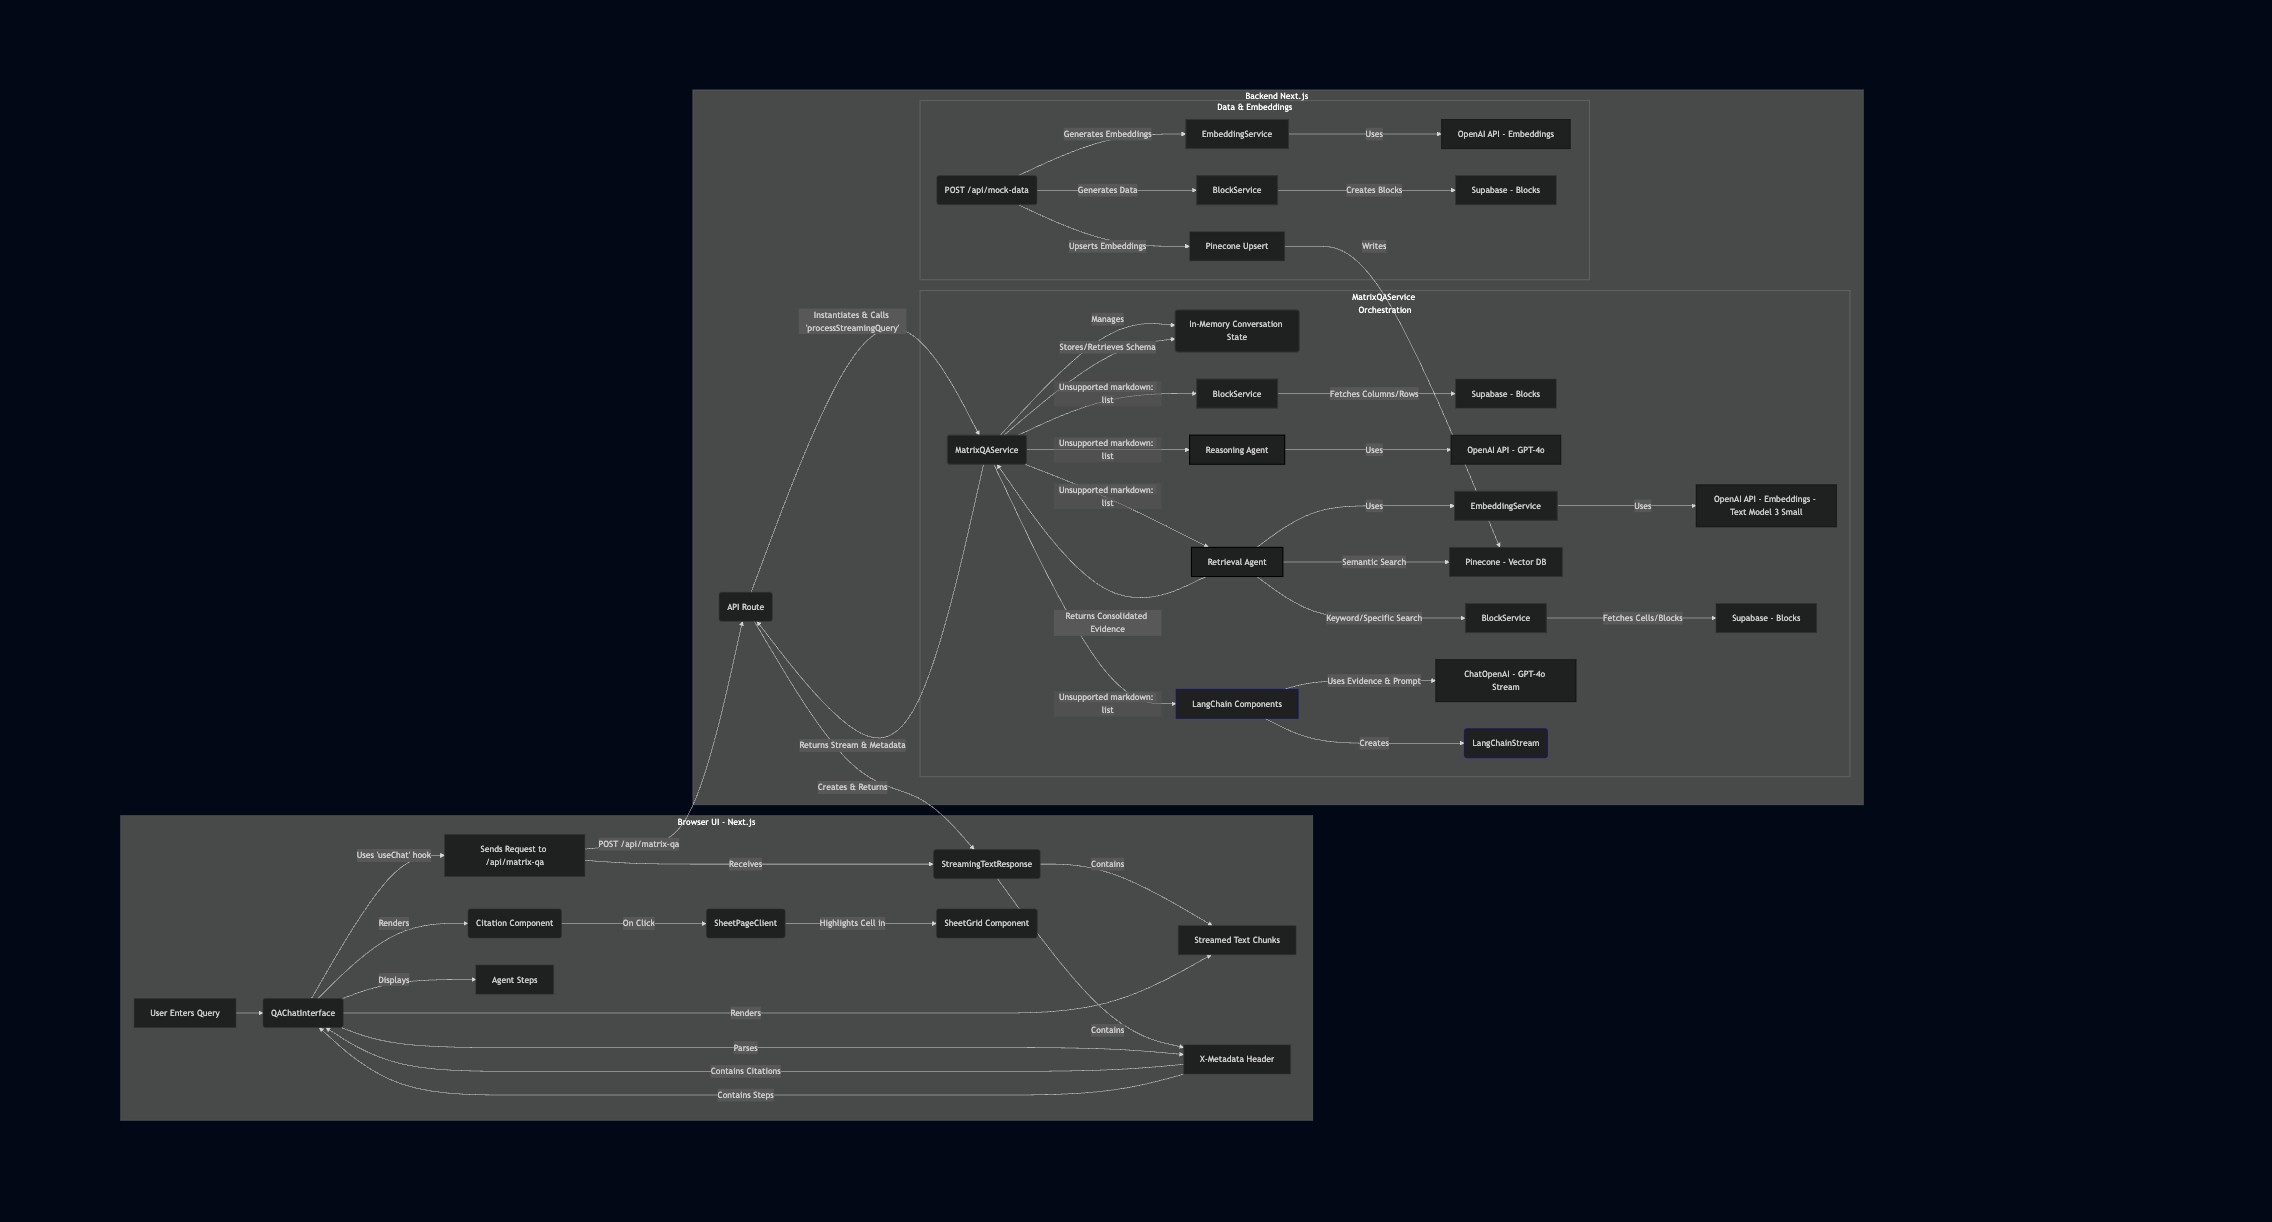 Backend Next.js
Data & Embeddings
Generates Embeddings
EmbeddingService
Uses
OpenAI API - Embeddings
POST /api/mock-data
Generates Data
BlockService
Creates Blocks
Supabase - Blocks
Upserts Embeddings
Pinecone Upsert
Writes
MatrixQAService
Orchestration
Instantiates & Calls
'processStreamingQuery'
Manages
In-Memory Conversation
State
Stores/Retrieves Schema
Unsupported markdown:
list
BlockService
Fetches Columns/Rows
Supabase - Blocks
MatrixQAService
Unsupported markdown:
list
Reasoning Agent
Uses
OpenAI API - GPT-4o
Unsupported markdown:
list
Uses
EmbeddingService
Uses
OpenAI API - Embeddings -
Text Model 3 Small
Retrieval Agent
Semantic Search
Pinecone - Vector DB
API Route
Returns Consolidated
Evidence
Keyword/Specific Search
BlockService
Fetches Cells/Blocks
Supabase - Blocks
Unsupported markdown:
list
LangChain Components
Uses Evidence & Prompt
ChatOpenAI - GPT-4o
Stream
Creates
LangChainStream
Returns Stream & Metadata
Creates & Returns
Browser UI - Next.js
Uses 'useChat' hook
Sends Request to
/api/matrix-qa
POST /api/matrix-qa
Receives
StreamingTextResponse
Contains
Renders
Citation Component
On Click
SheetPageClient
Highlights Cell in
SheetGrid Component
Streamed Text Chunks
Displays
Agent Steps
User Enters Query
QAChatInterface
Renders
Contains
Parses
X-Metadata Header
Contains Citations
Contains Steps